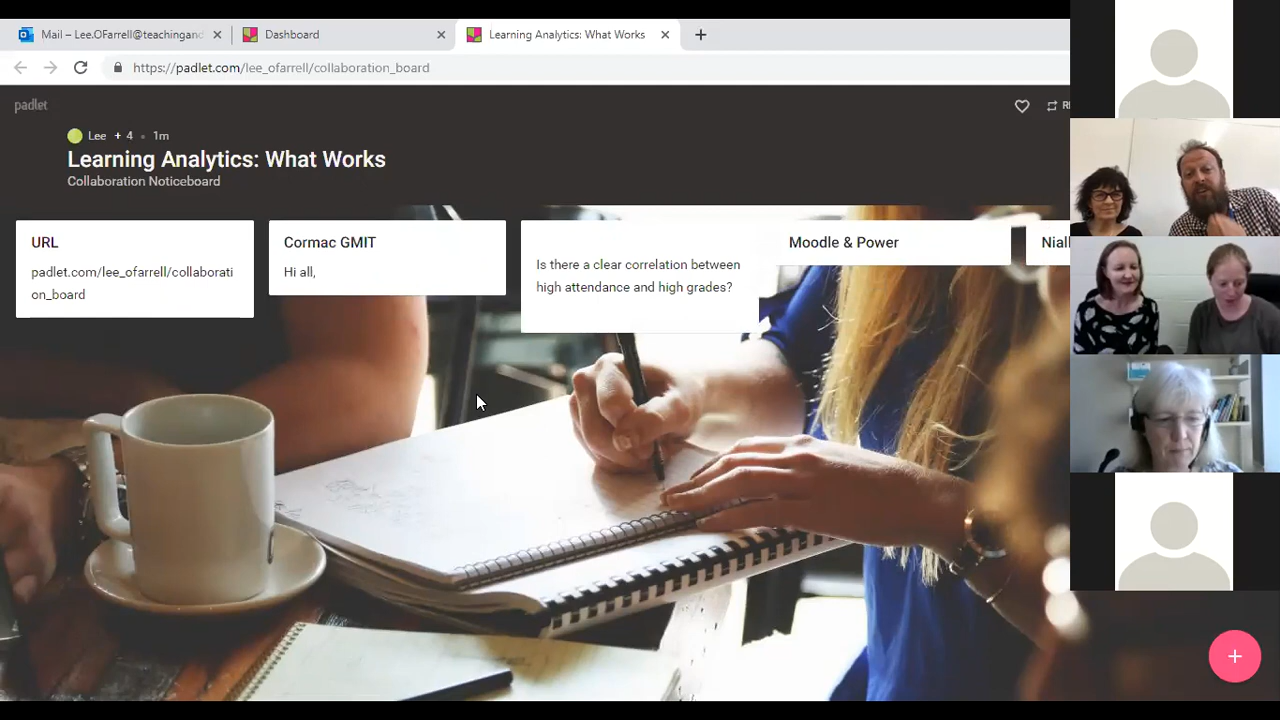 Mail – Lee.OFarrell@teachingand
Dashboard
Learning Analytics: What Works
https://padlet.com/lee_ofarrell/collaboration_board
padlet
Lee + 4 • 1m
Learning Analytics: What Works
Collaboration Noticeboard
URL
padlet.com/lee_ofarrell/collaborati
on_board
Cormac GMIT
Hi all,
Is there a clear correlation between
high attendance and high grades?
Moodle & Power